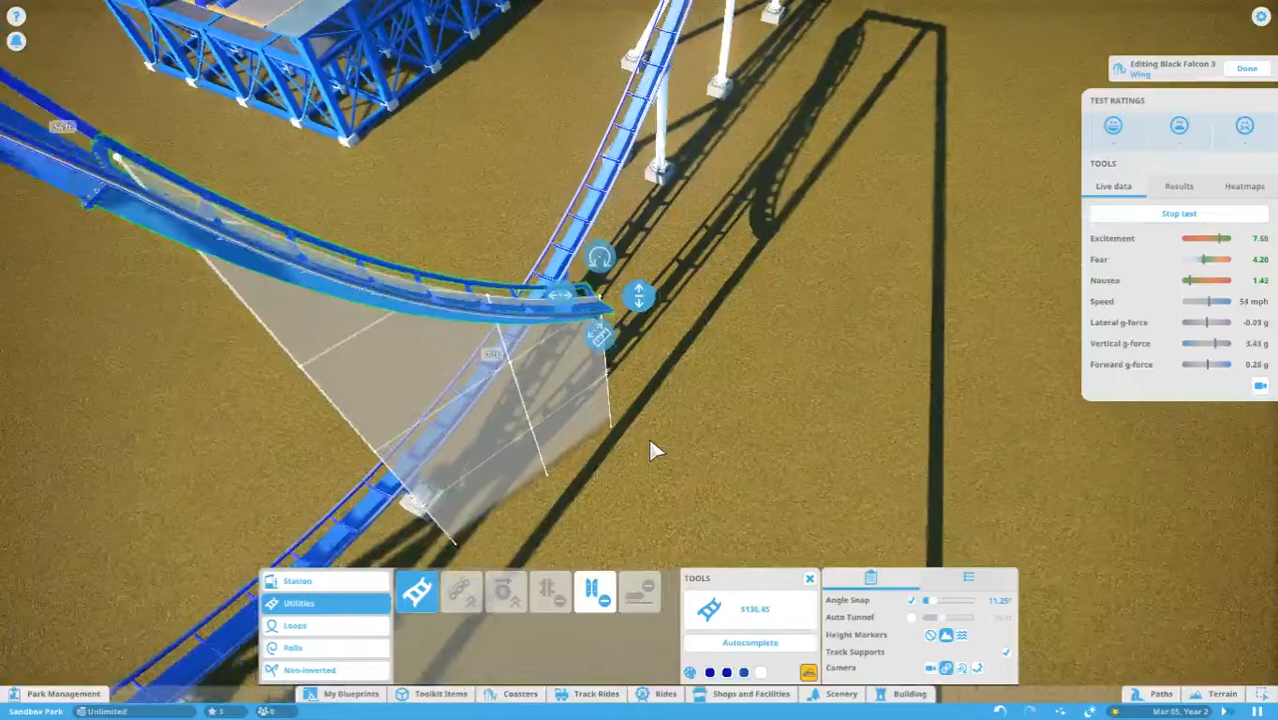 ?
Editing Black Falcon 3
Wing
Done
TEST RATINGS
- - -
TOOLS
Live data Results Heatmaps
Stop test
Excitement 7.55
Fear 4.20
Nausea 1.42
Speed 54 mph
Lateral g-force -0.03 g
Vertical g-force 3.43 g
Forward g-force 0.25 g
Station
Utilities
Loops
Rolls
Non-inverted
TOOLS
$136.45
Autocomplete
Angle Snap 11.25°
Auto Tunnel
Height Markers
Track Supports
Camera
Park Management My Blueprints Toolkit Items Coasters Track Rides Rides Shops and Facilities Scenery Building Paths Terrain
Sandbox Park Unlimited 3 0 Mar 05, Year 2